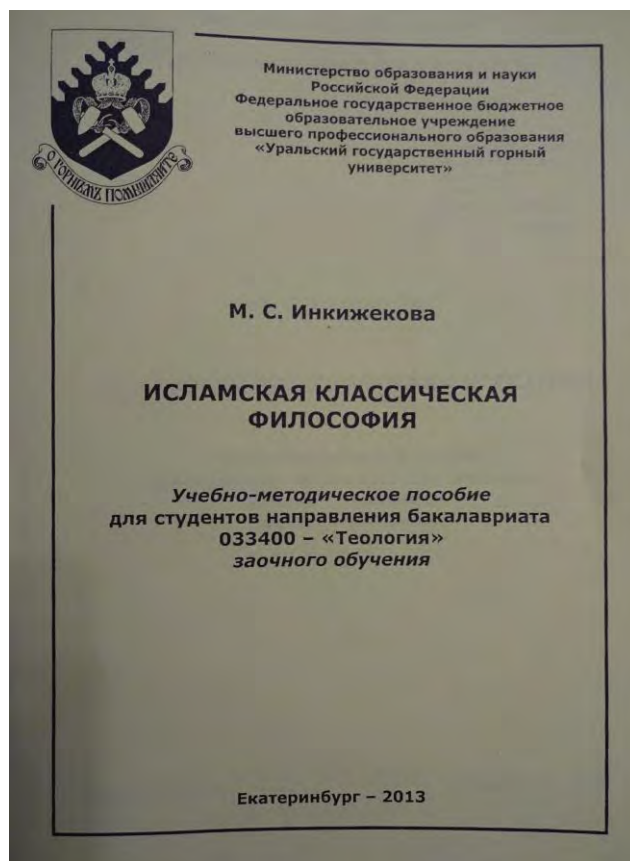 Министерство образования и науки
Российской Федерации
Федеральное государственное бюджетное
образовательное учреждение
высшего профессионального образования
«Уральский государственный горный
университет»
М. С. Инкижекова
ИСЛАМСКАЯ КЛАССИЧЕСКАЯ
ФИЛОСОФИЯ
Учебно-методическое пособие
для студентов направления бакалавриата
033400 – «Теология»
заочного обучения
Екатеринбург – 2013